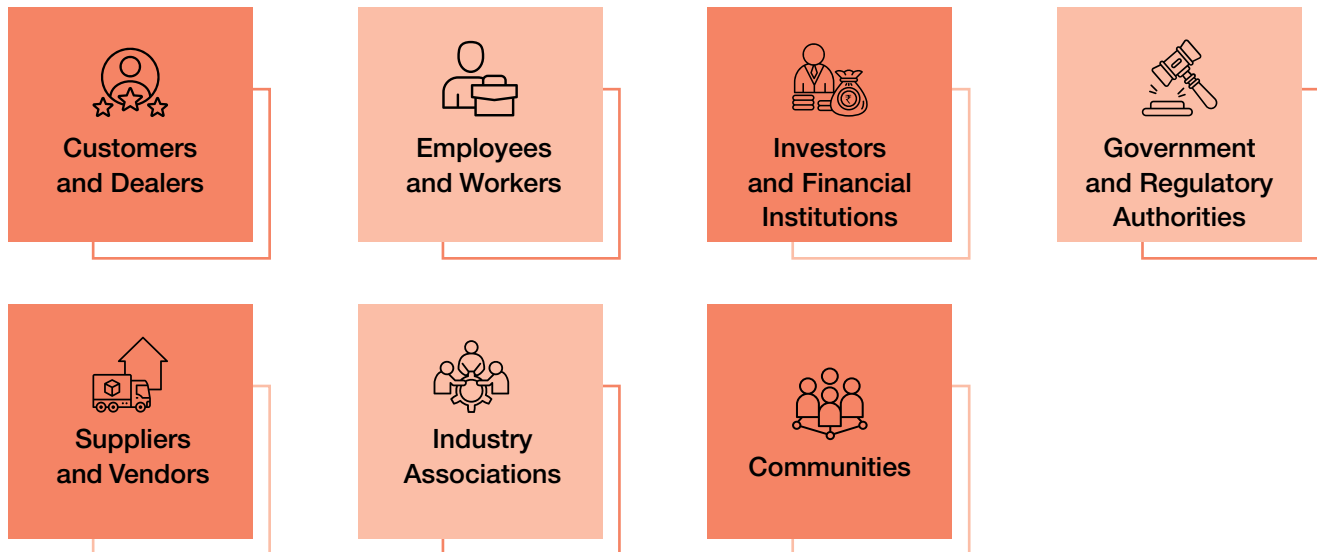 Customers
and Dealers
Employees
and Workers
Investors
and Financial
Institutions
Government
and Regulatory
Authorities
Suppliers
and Vendors
Industry
Associations
Communities